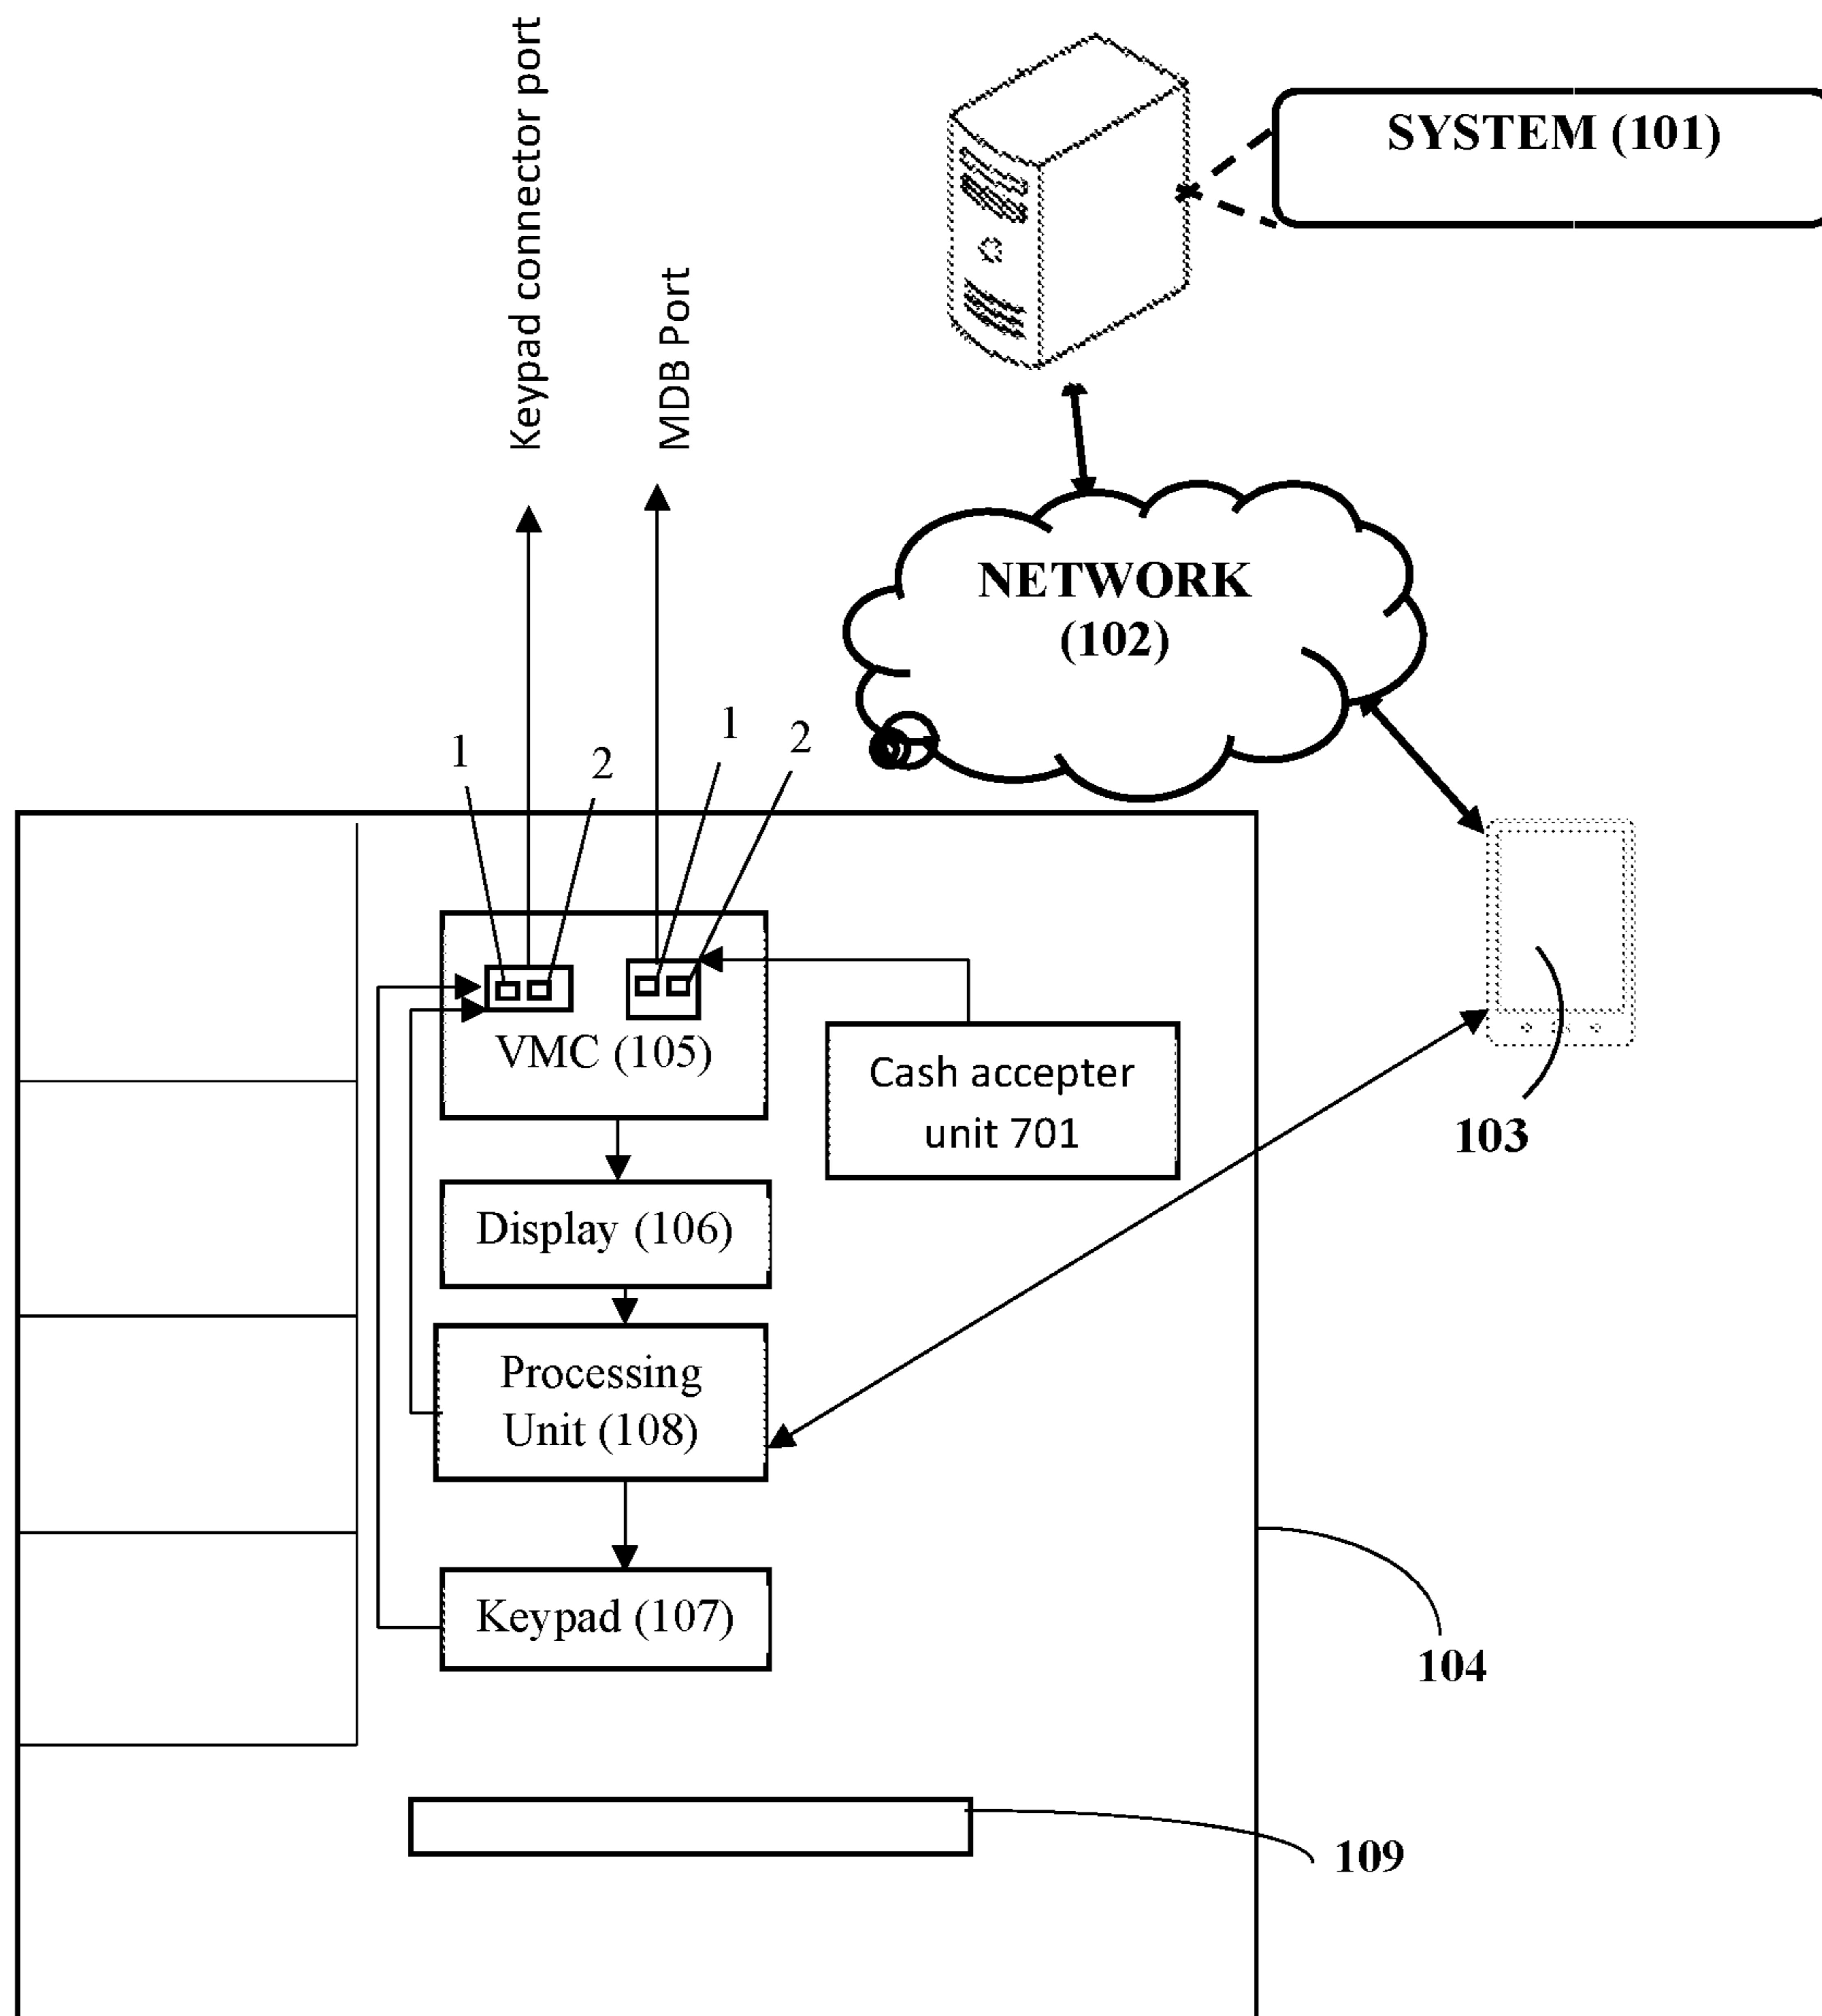 Keypad connector port
MDB Port
SYSTEM (101)
NETWORK
(102)
1
2
1
2
VMC (105)
Cash accepter
unit 701
103
Display (106)
Processing
Unit (108)
Keypad (107)
104
109